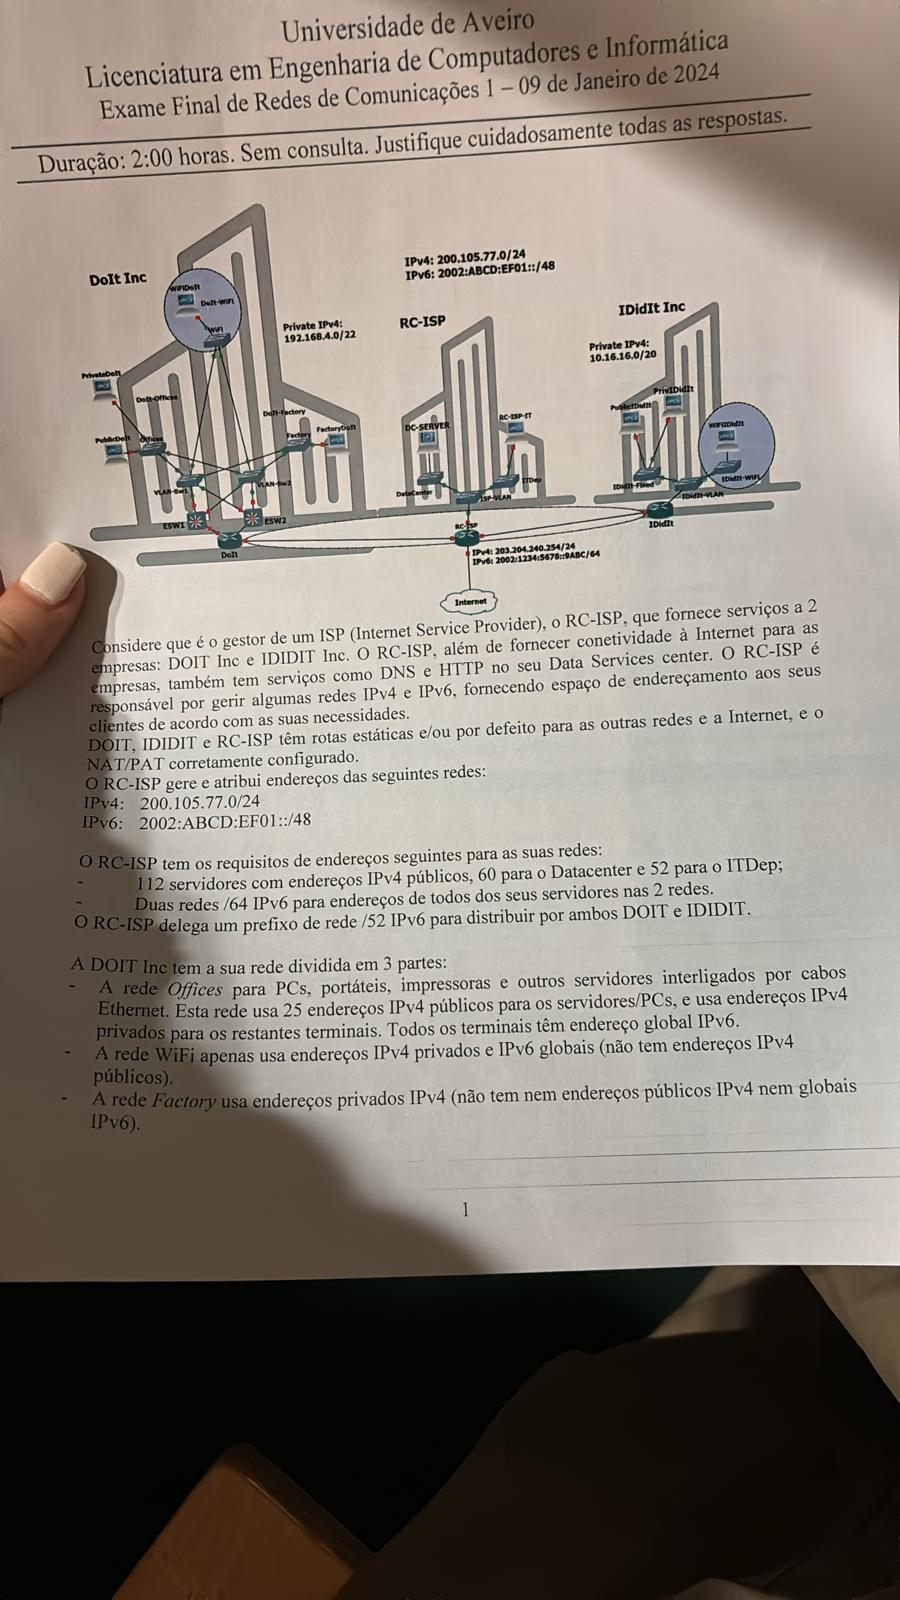 Universidade de Aveiro
Licenciatura em Engenharia de Computadores e Informática
Exame Final de Redes de Comunicações 1 – 09 de Janeiro de 2024
Duração: 2:00 horas. Sem consulta. Justifique cuidadosamente todas as respostas.
DoIt Inc
WiFiDoIt
DoIt-WiFi
WiFi
Private IPv4:
192.168.4.0/22
PrivateDoIt
DoIt-Offices
PublicDoIt
Offices
DoIt-Factory
Factory
FactoryDoIt
VLAN-Sw1
VLAN-Sw2
ESW1
ESW2
DoIt
IPv4: 200.105.77.0/24
IPv6: 2002:ABCD:EF01::/48
RC-ISP
DC-SERVER
RC-ISP-IT
DataCenter
ITDep
ISP-VLAN
RC-ISP
IPv4: 203.204.240.254/24
IPv6: 2002:1234:5678::9ABC/64
Internet
IDidIt Inc
Private IPv4:
10.16.16.0/20
PrivIDidIt
PublicIDidIt
WiFiIDidIt
IDidIt-Fixed
IDidIt-WiFi
IDidIt-VLAN
IDidIt
Considere que é o gestor de um ISP (Internet Service Provider), o RC-ISP, que fornece serviços a 2
empresas: DOIT Inc e IDIDIT Inc. O RC-ISP, além de fornecer conetividade à Internet para as
empresas, também tem serviços como DNS e HTTP no seu Data Services center. O RC-ISP é
responsável por gerir algumas redes IPv4 e IPv6, fornecendo espaço de endereçamento aos seus
clientes de acordo com as suas necessidades.
DOIT, IDIDIT e RC-ISP têm rotas estáticas e/ou por defeito para as outras redes e a Internet, e o
NAT/PAT corretamente configurado.
O RC-ISP gere e atribui endereços das seguintes redes:
IPv4: 200.105.77.0/24
IPv6: 2002:ABCD:EF01::/48
O RC-ISP tem os requisitos de endereços seguintes para as suas redes:
- 112 servidores com endereços IPv4 públicos, 60 para o Datacenter e 52 para o ITDep;
- Duas redes /64 IPv6 para endereços de todos dos seus servidores nas 2 redes.
O RC-ISP delega um prefixo de rede /52 IPv6 para distribuir por ambos DOIT e IDIDIT.
A DOIT Inc tem a sua rede dividida em 3 partes:
- A rede Offices para PCs, portáteis, impressoras e outros servidores interligados por cabos
Ethernet. Esta rede usa 25 endereços IPv4 públicos para os servidores/PCs, e usa endereços IPv4
privados para os restantes terminais. Todos os terminais têm endereço global IPv6.
- A rede WiFi apenas usa endereços IPv4 privados e IPv6 globais (não tem endereços IPv4
públicos).
- A rede Factory usa endereços privados IPv4 (não tem nem endereços públicos IPv4 nem globais
IPv6).
1